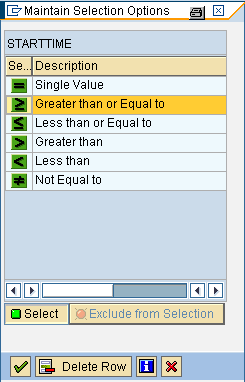 Maintain Selection Options
STARTTIME
Se... Description
= Single Value
≥ Greater than or Equal to
≤ Less than or Equal to
> Greater than
< Less than
≠ Not Equal to
Select Exclude from Selection
Delete Row